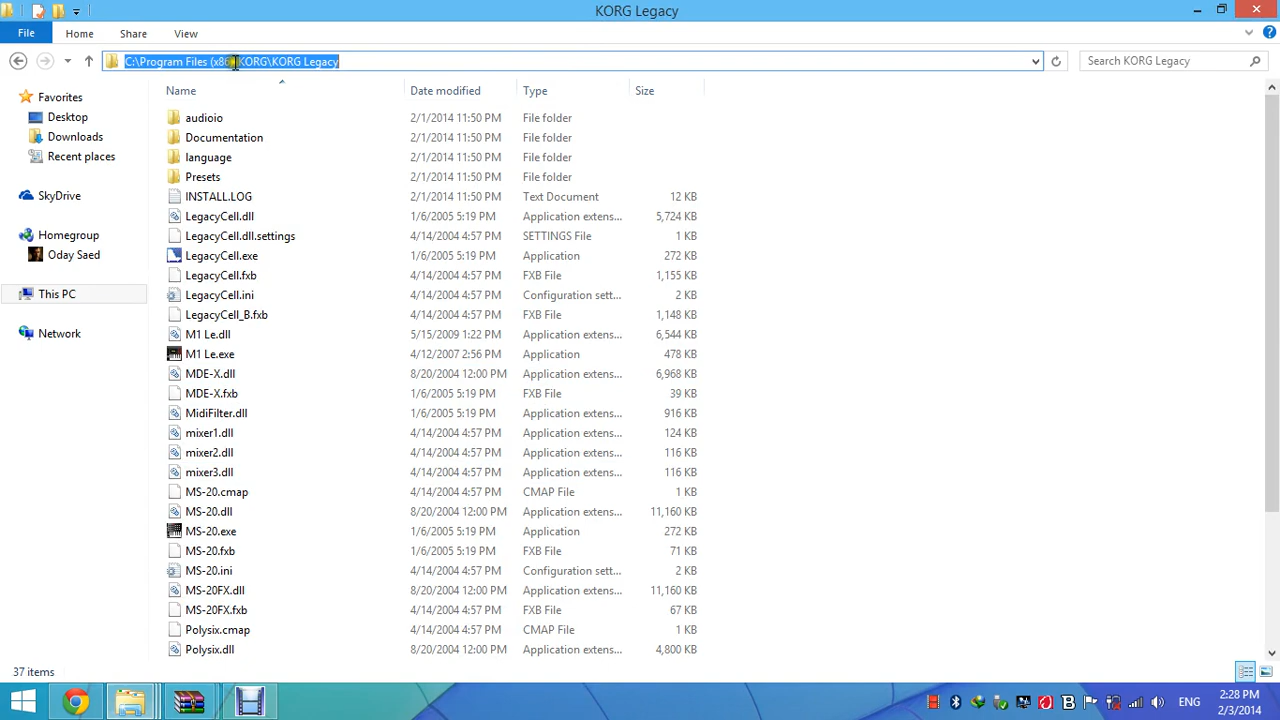 KORG Legacy
File Home Share View
C:\Program Files (x86 KORG\KORG Legacy
Search KORG Legacy
Name Date modified Type Size
Favorites
Desktop
Downloads
Recent places
SkyDrive
Homegroup
Oday Saed
This PC
Network
audioio 2/1/2014 11:50 PM File folder
Documentation 2/1/2014 11:50 PM File folder
language 2/1/2014 11:50 PM File folder
Presets 2/1/2014 11:50 PM File folder
INSTALL.LOG 2/1/2014 11:50 PM Text Document 12 KB
LegacyCell.dll 1/6/2005 5:19 PM Application extens... 5,724 KB
LegacyCell.dll.settings 4/14/2004 4:57 PM SETTINGS File 1 KB
LegacyCell.exe 1/6/2005 5:19 PM Application 272 KB
LegacyCell.fxb 4/14/2004 4:57 PM FXB File 1,155 KB
LegacyCell.ini 4/14/2004 4:57 PM Configuration sett... 2 KB
LegacyCell_B.fxb 4/14/2004 4:57 PM FXB File 1,148 KB
M1 Le.dll 5/15/2009 1:22 PM Application extens... 6,544 KB
M1 Le.exe 4/12/2007 2:56 PM Application 478 KB
MDE-X.dll 8/20/2004 12:00 PM Application extens... 6,968 KB
MDE-X.fxb 1/6/2005 5:19 PM FXB File 39 KB
MidiFilter.dll 1/6/2005 5:19 PM Application extens... 916 KB
mixer1.dll 4/14/2004 4:57 PM Application extens... 124 KB
mixer2.dll 4/14/2004 4:57 PM Application extens... 116 KB
mixer3.dll 4/14/2004 4:57 PM Application extens... 116 KB
MS-20.cmap 4/14/2004 4:57 PM CMAP File 1 KB
MS-20.dll 8/20/2004 12:00 PM Application extens... 11,160 KB
MS-20.exe 1/6/2005 5:19 PM Application 272 KB
MS-20.fxb 1/6/2005 5:19 PM FXB File 71 KB
MS-20.ini 4/14/2004 4:57 PM Configuration sett... 2 KB
MS-20FX.dll 8/20/2004 12:00 PM Application extens... 11,160 KB
MS-20FX.fxb 4/14/2004 4:57 PM FXB File 67 KB
Polysix.cmap 4/14/2004 4:57 PM CMAP File 1 KB
Polysix.dll 8/20/2004 12:00 PM Application extens... 4,800 KB
37 items
ENG
2:28 PM
2/3/2014